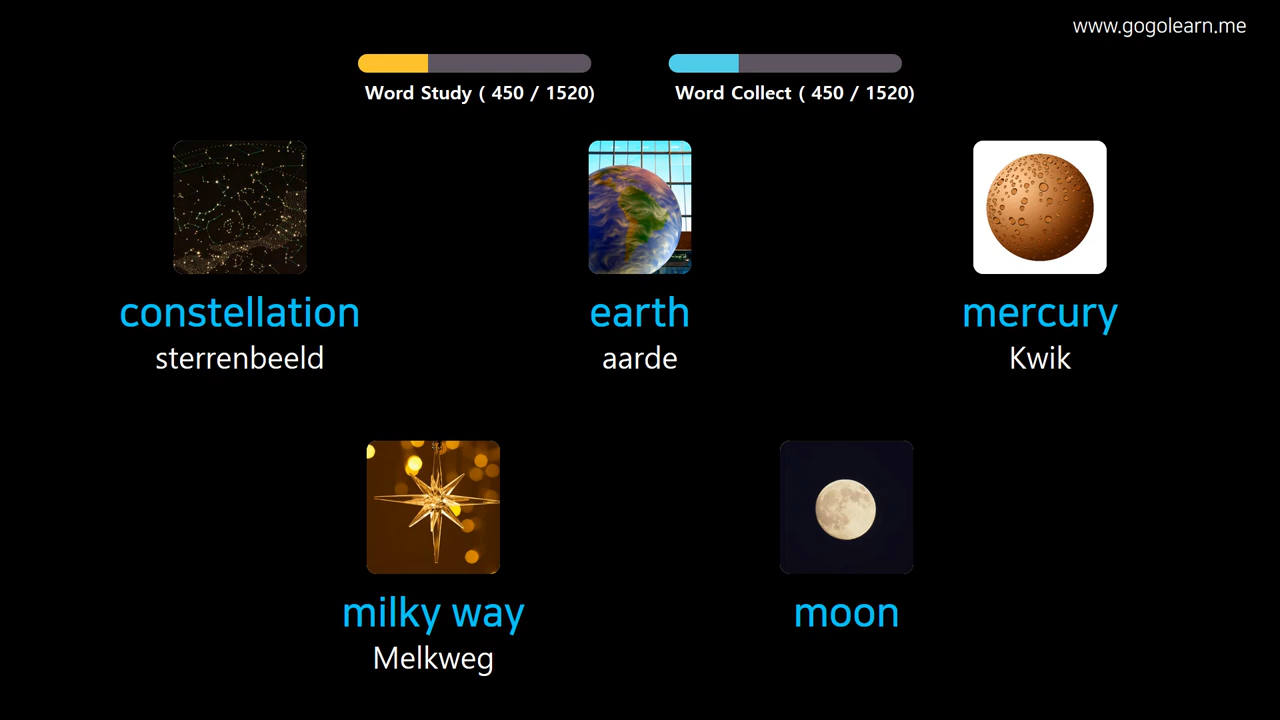 www.gogolearn.me
Word Study ( 450 / 1520)
Word Collect ( 450 / 1520)
constellation
sterrenbeeld
earth
aarde
mercury
Kwik
milky way
Melkweg
moon